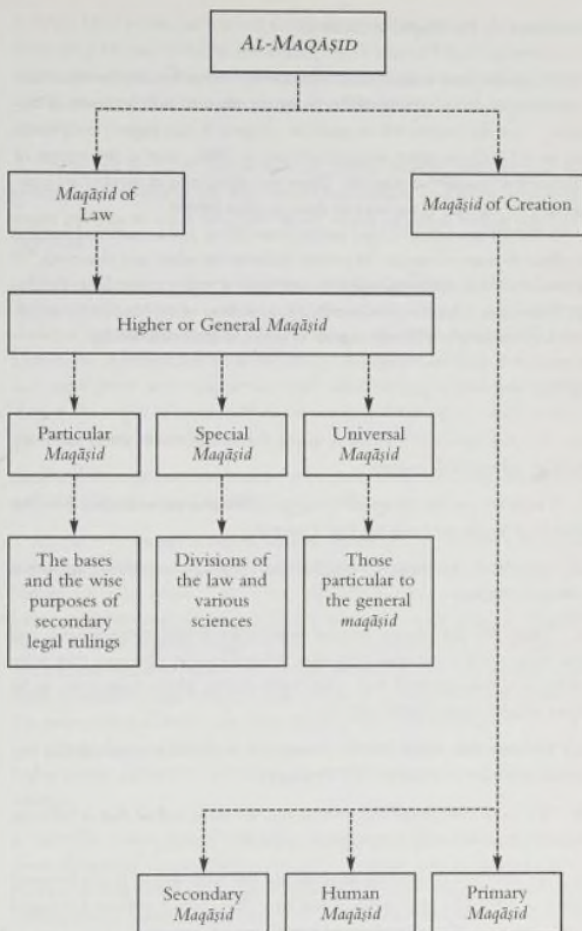 AL-MAQĀṢID
Maqāṣid of
Law
Maqāṣid of Creation
Higher or General Maqāṣid
Particular
Maqāṣid
Special
Maqāṣid
Universal
Maqāṣid
The bases
and the wise
purposes of
secondary
legal rulings
Divisions of
the law and
various
sciences
Those
particular to
the general
maqāṣid
Secondary
Maqāṣid
Human
Maqāṣid
Primary
Maqāṣid